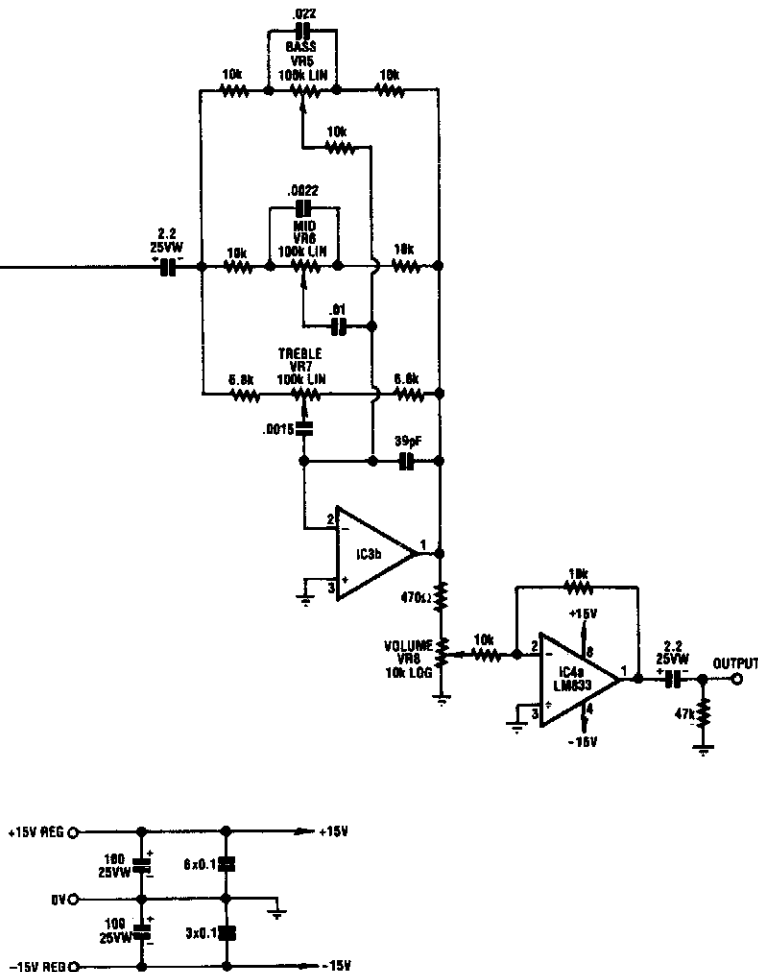 .022
BASS
VR5
100k LIN
10k
10k
10k
.0022
MID
VR6
100k LIN
2.2
25VW
+ -
10k
10k
.01
TREBLE
VR7
100k LIN
6.8k
6.8k
.0015
39pF
2
-
IC3b
1
+
3
470Ω
10k
+15V
VOLUME
VR8
10k LOG
10k
2
-
8
IC4a
LM833
1
2.2
25VW
+ -
OUTPUT
+
3
4
47k
-15V
+15V REG
+15V
100
25VW
+
-
6x0.1
0V
100
25VW
+
-
3x0.1
-15V REG
-15V